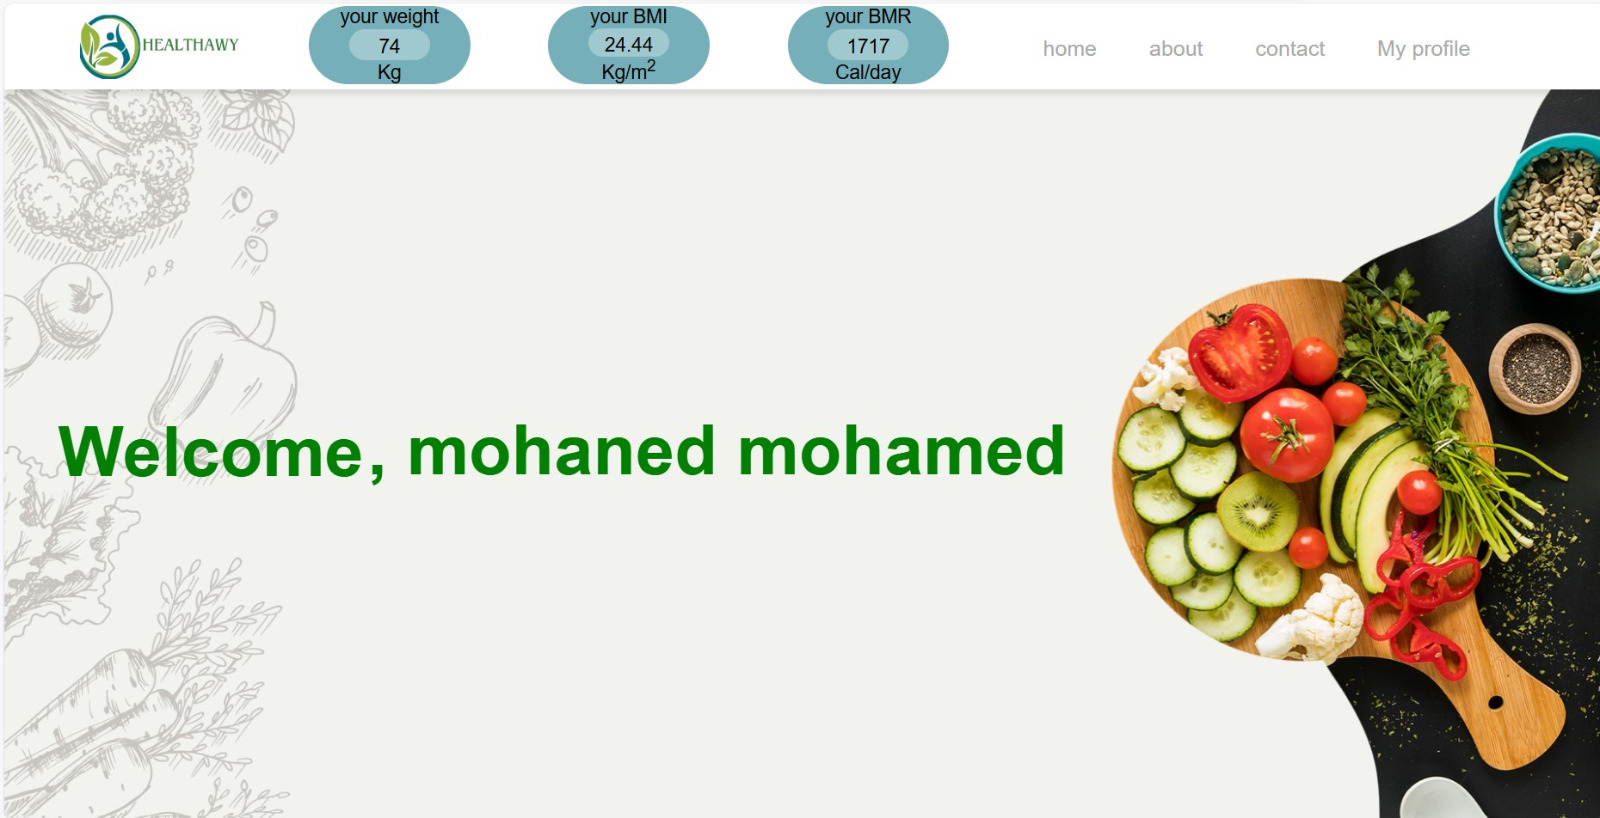 HEALTHAWY
your weight
74
Kg
your BMI
24.44
Kg/m2
your BMR
1717
Cal/day
home about contact My profile
Welcome, mohaned mohamed